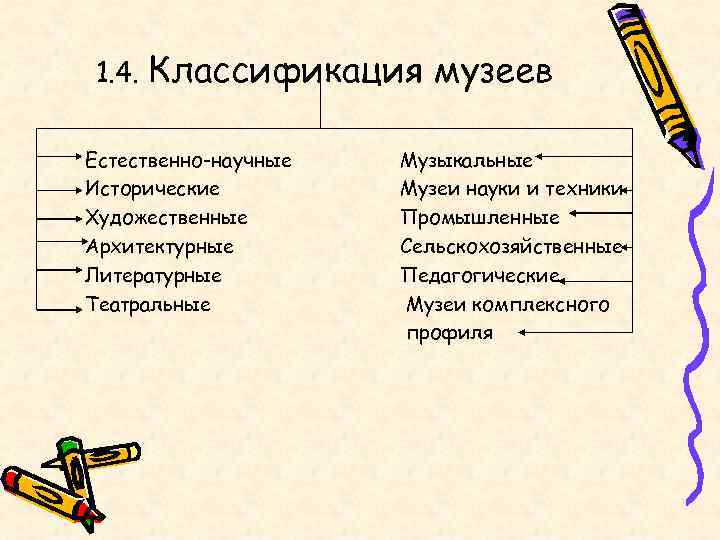 1.4. Классификация музеев
Естественно-научные
Исторические
Художественные
Архитектурные
Литературные
Театральные
Музыкальные
Музеи науки и техники
Промышленные
Сельскохозяйственные
Педагогические
Музеи комплексного
профиля